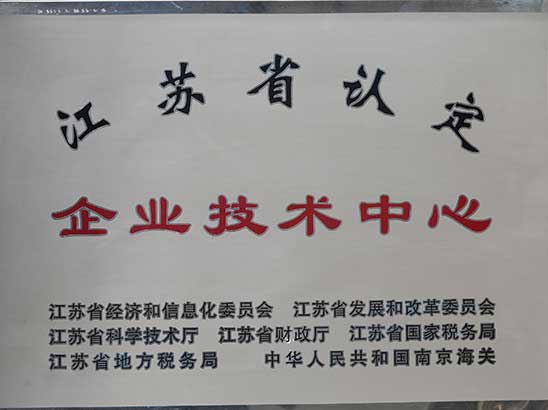 江苏省认定
企业技术中心
江苏省经济和信息化委员会 江苏省发展和改革委员会
江苏省科学技术厅 江苏省财政厅 江苏省国家税务局
江苏省地方税务局 中华人民共和国南京海关